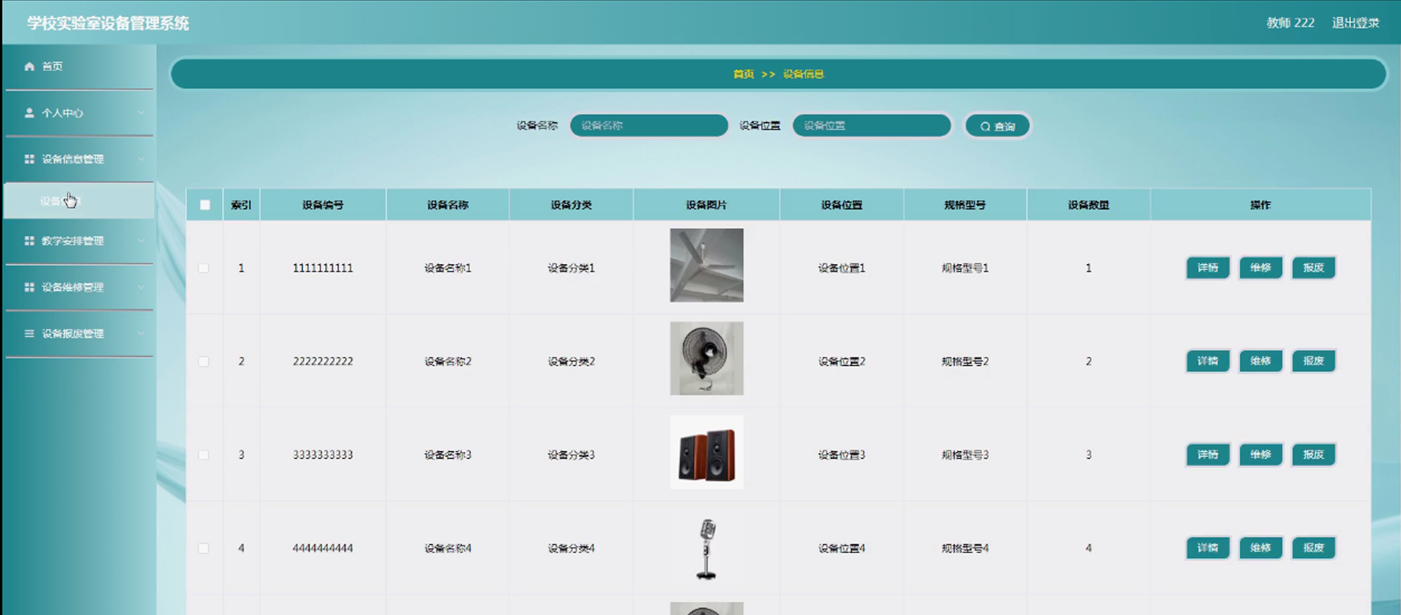 学校实验室设备管理系统
教师 222 退出登录
首页
个人中心
设备信息管理
教学安排管理
设备维修管理
设备报废管理
首页 >> 设备信息
设备名称 设备名称 设备位置 设备位置 查询
索引 设备编号 设备名称 设备分类 设备图片 设备位置 规格型号 设备数量 操作
1 1111111111 设备名称1 设备分类1 设备位置1 规格型号1 1 详情 维修 报废
2 2222222222 设备名称2 设备分类2 设备位置2 规格型号2 2 详情 维修 报废
3 3333333333 设备名称3 设备分类3 设备位置3 规格型号3 3 详情 维修 报废
4 4444444444 设备名称4 设备分类4 设备位置4 规格型号4 4 详情 维修 报废